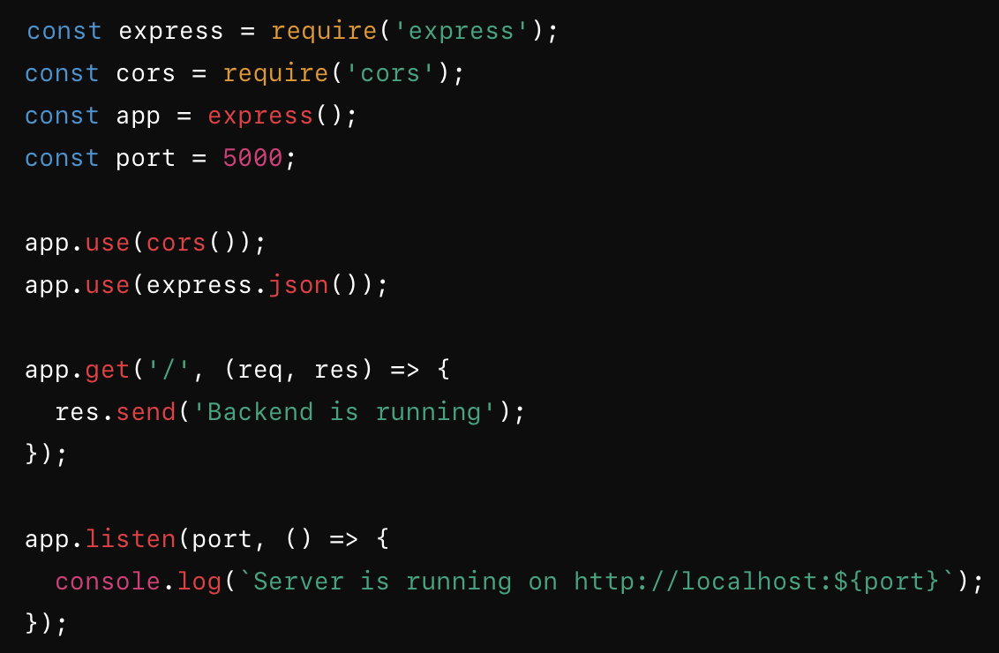 const express = require('express');
const cors = require('cors');
const app = express();
const port = 5000;

app.use(cors());
app.use(express.json());

app.get('/', (req, res) => {
  res.send('Backend is running');
});

app.listen(port, () => {
  console.log(`Server is running on http://localhost:${port}`);
});